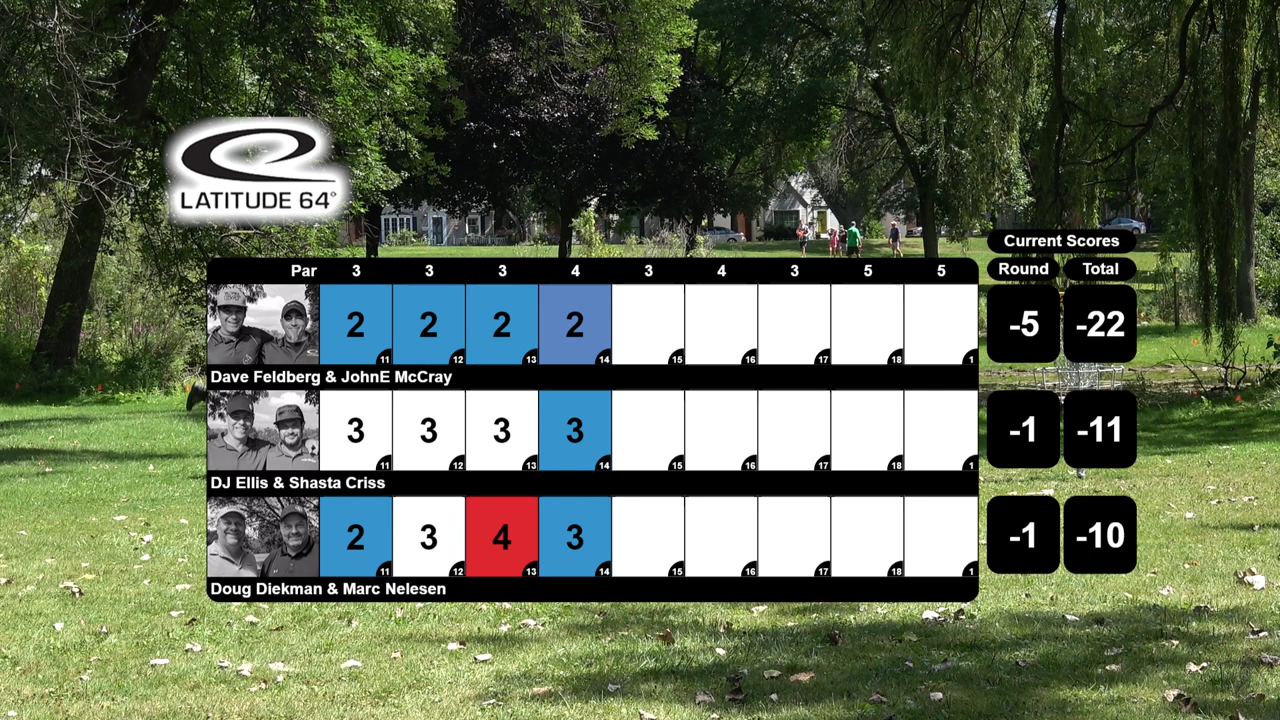 LATITUDE 64°
Current Scores
Round Total
Par 3 3 3 4 3 4 3 5 5
2 2 2 2 -5 -22
11 12 13 14 15 16 17 18 1
Dave Feldberg & JohnE McCray
3 3 3 3 -1 -11
11 12 13 14 15 16 17 18 1
DJ Ellis & Shasta Criss
2 3 4 3 -1 -10
11 12 13 14 15 16 17 18 1
Doug Diekman & Marc Nelesen